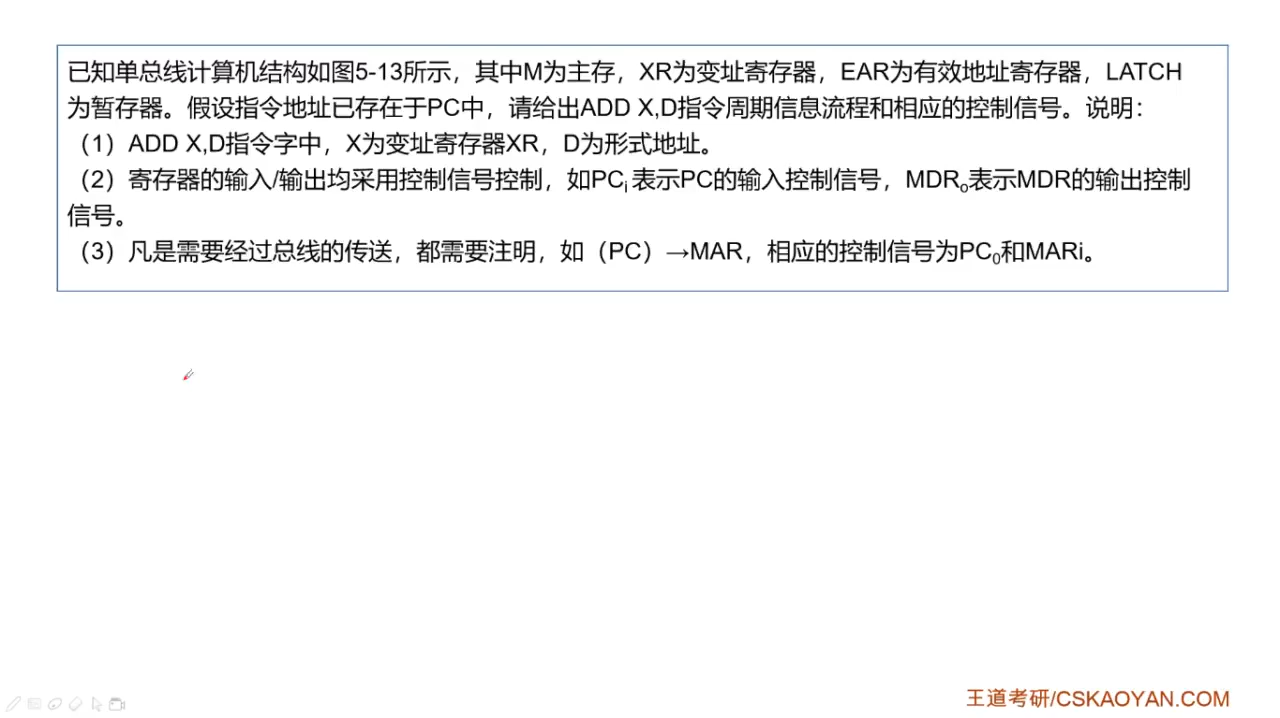 已知单总线计算机结构如图5-13所示，其中M为主存，XR为变址寄存器，EAR为有效地址寄存器，LATCH
为暂存器。假设指令地址已存在于PC中，请给出ADD X,D指令周期信息流程和相应的控制信号。说明：
（1）ADD X,D指令字中，X为变址寄存器XR，D为形式地址。
（2）寄存器的输入/输出均采用控制信号控制，如PCi 表示PC的输入控制信号，MDRo表示MDR的输出控制
信号。
（3）凡是需要经过总线的传送，都需要注明，如（PC）→MAR，相应的控制信号为PC0和MARi。
王道考研/CSKAOYAN.COM